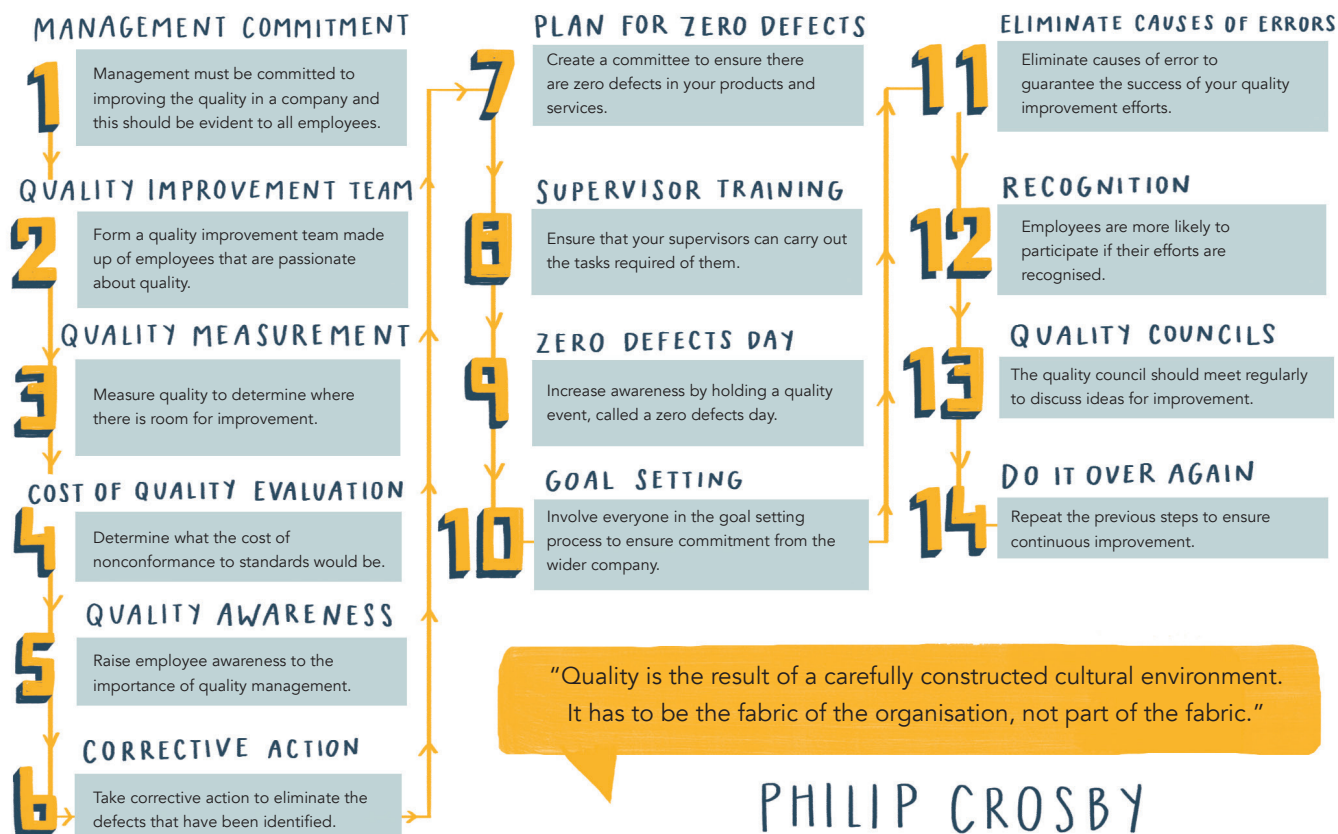 MANAGEMENT COMMITMENT
1
Management must be committed to
improving the quality in a company and
this should be evident to all employees.
QUALITY IMPROVEMENT TEAM
2
Form a quality improvement team made
up of employees that are passionate
about quality.
QUALITY MEASUREMENT
3
Measure quality to determine where
there is room for improvement.
COST OF QUALITY EVALUATION
4
Determine what the cost of
nonconformance to standards would be.
QUALITY AWARENESS
5
Raise employee awareness to the
importance of quality management.
CORRECTIVE ACTION
6
Take corrective action to eliminate the
defects that have been identified.
PLAN FOR ZERO DEFECTS
7
Create a committee to ensure there
are zero defects in your products and
services.
SUPERVISOR TRAINING
8
Ensure that your supervisors can carry out
the tasks required of them.
ZERO DEFECTS DAY
9
Increase awareness by holding a quality
event, called a zero defects day.
GOAL SETTING
10
Involve everyone in the goal setting
process to ensure commitment from the
wider company.
ELIMINATE CAUSES OF ERRORS
11
Eliminate causes of error to
guarantee the success of your quality
improvement efforts.
RECOGNITION
12
Employees are more likely to
participate if their efforts are
recognised.
QUALITY COUNCILS
13
The quality council should meet regularly
to discuss ideas for improvement.
DO IT OVER AGAIN
14
Repeat the previous steps to ensure
continuous improvement.
"Quality is the result of a carefully constructed cultural environment.
It has to be the fabric of the organisation, not part of the fabric."
PHILIP CROSBY